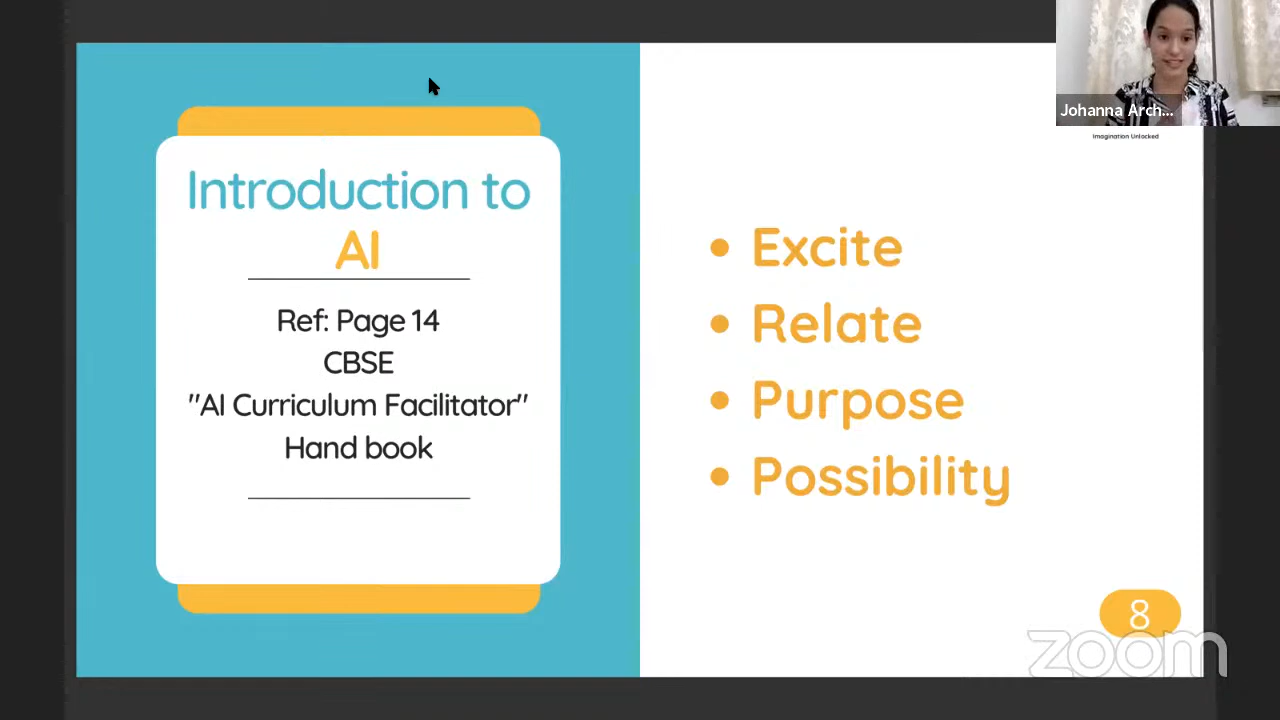 Introduction to
AI
Ref: Page 14
CBSE
"AI Curriculum Facilitator"
Hand book
• Excite
• Relate
• Purpose
• Possibility
Johanna Arch...
Imagination Unlocked
8
zoom